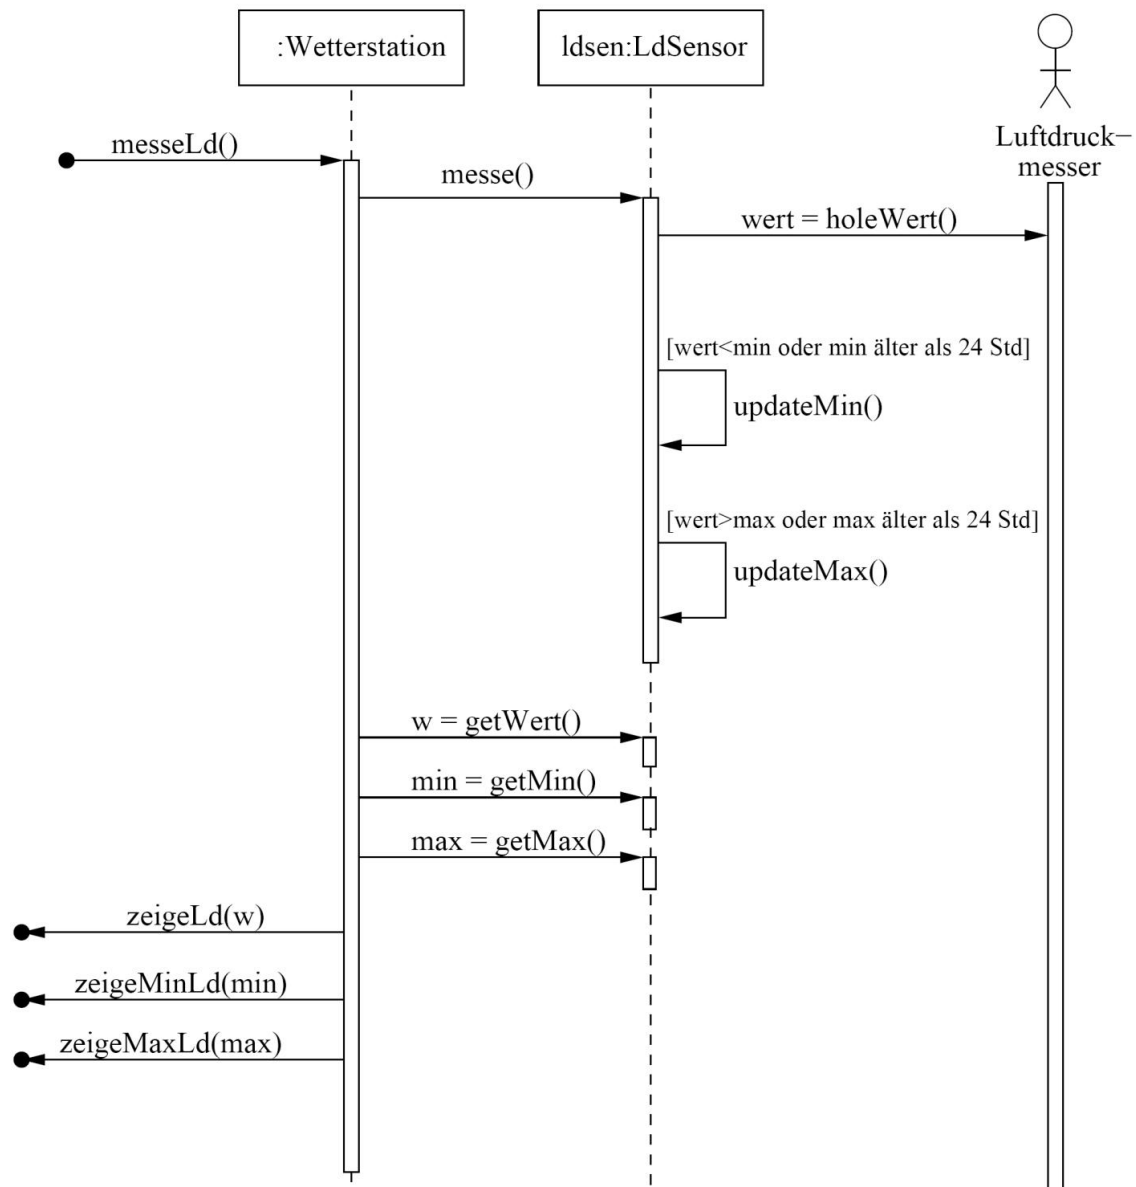 :Wetterstation
ldsen:LdSensor
Luftdruck−
messer
messeLd()
messe()
wert = holeWert()
[wert<min oder min älter als 24 Std]
updateMin()
[wert>max oder max älter als 24 Std]
updateMax()
w = getWert()
min = getMin()
max = getMax()
zeigeLd(w)
zeigeMinLd(min)
zeigeMaxLd(max)